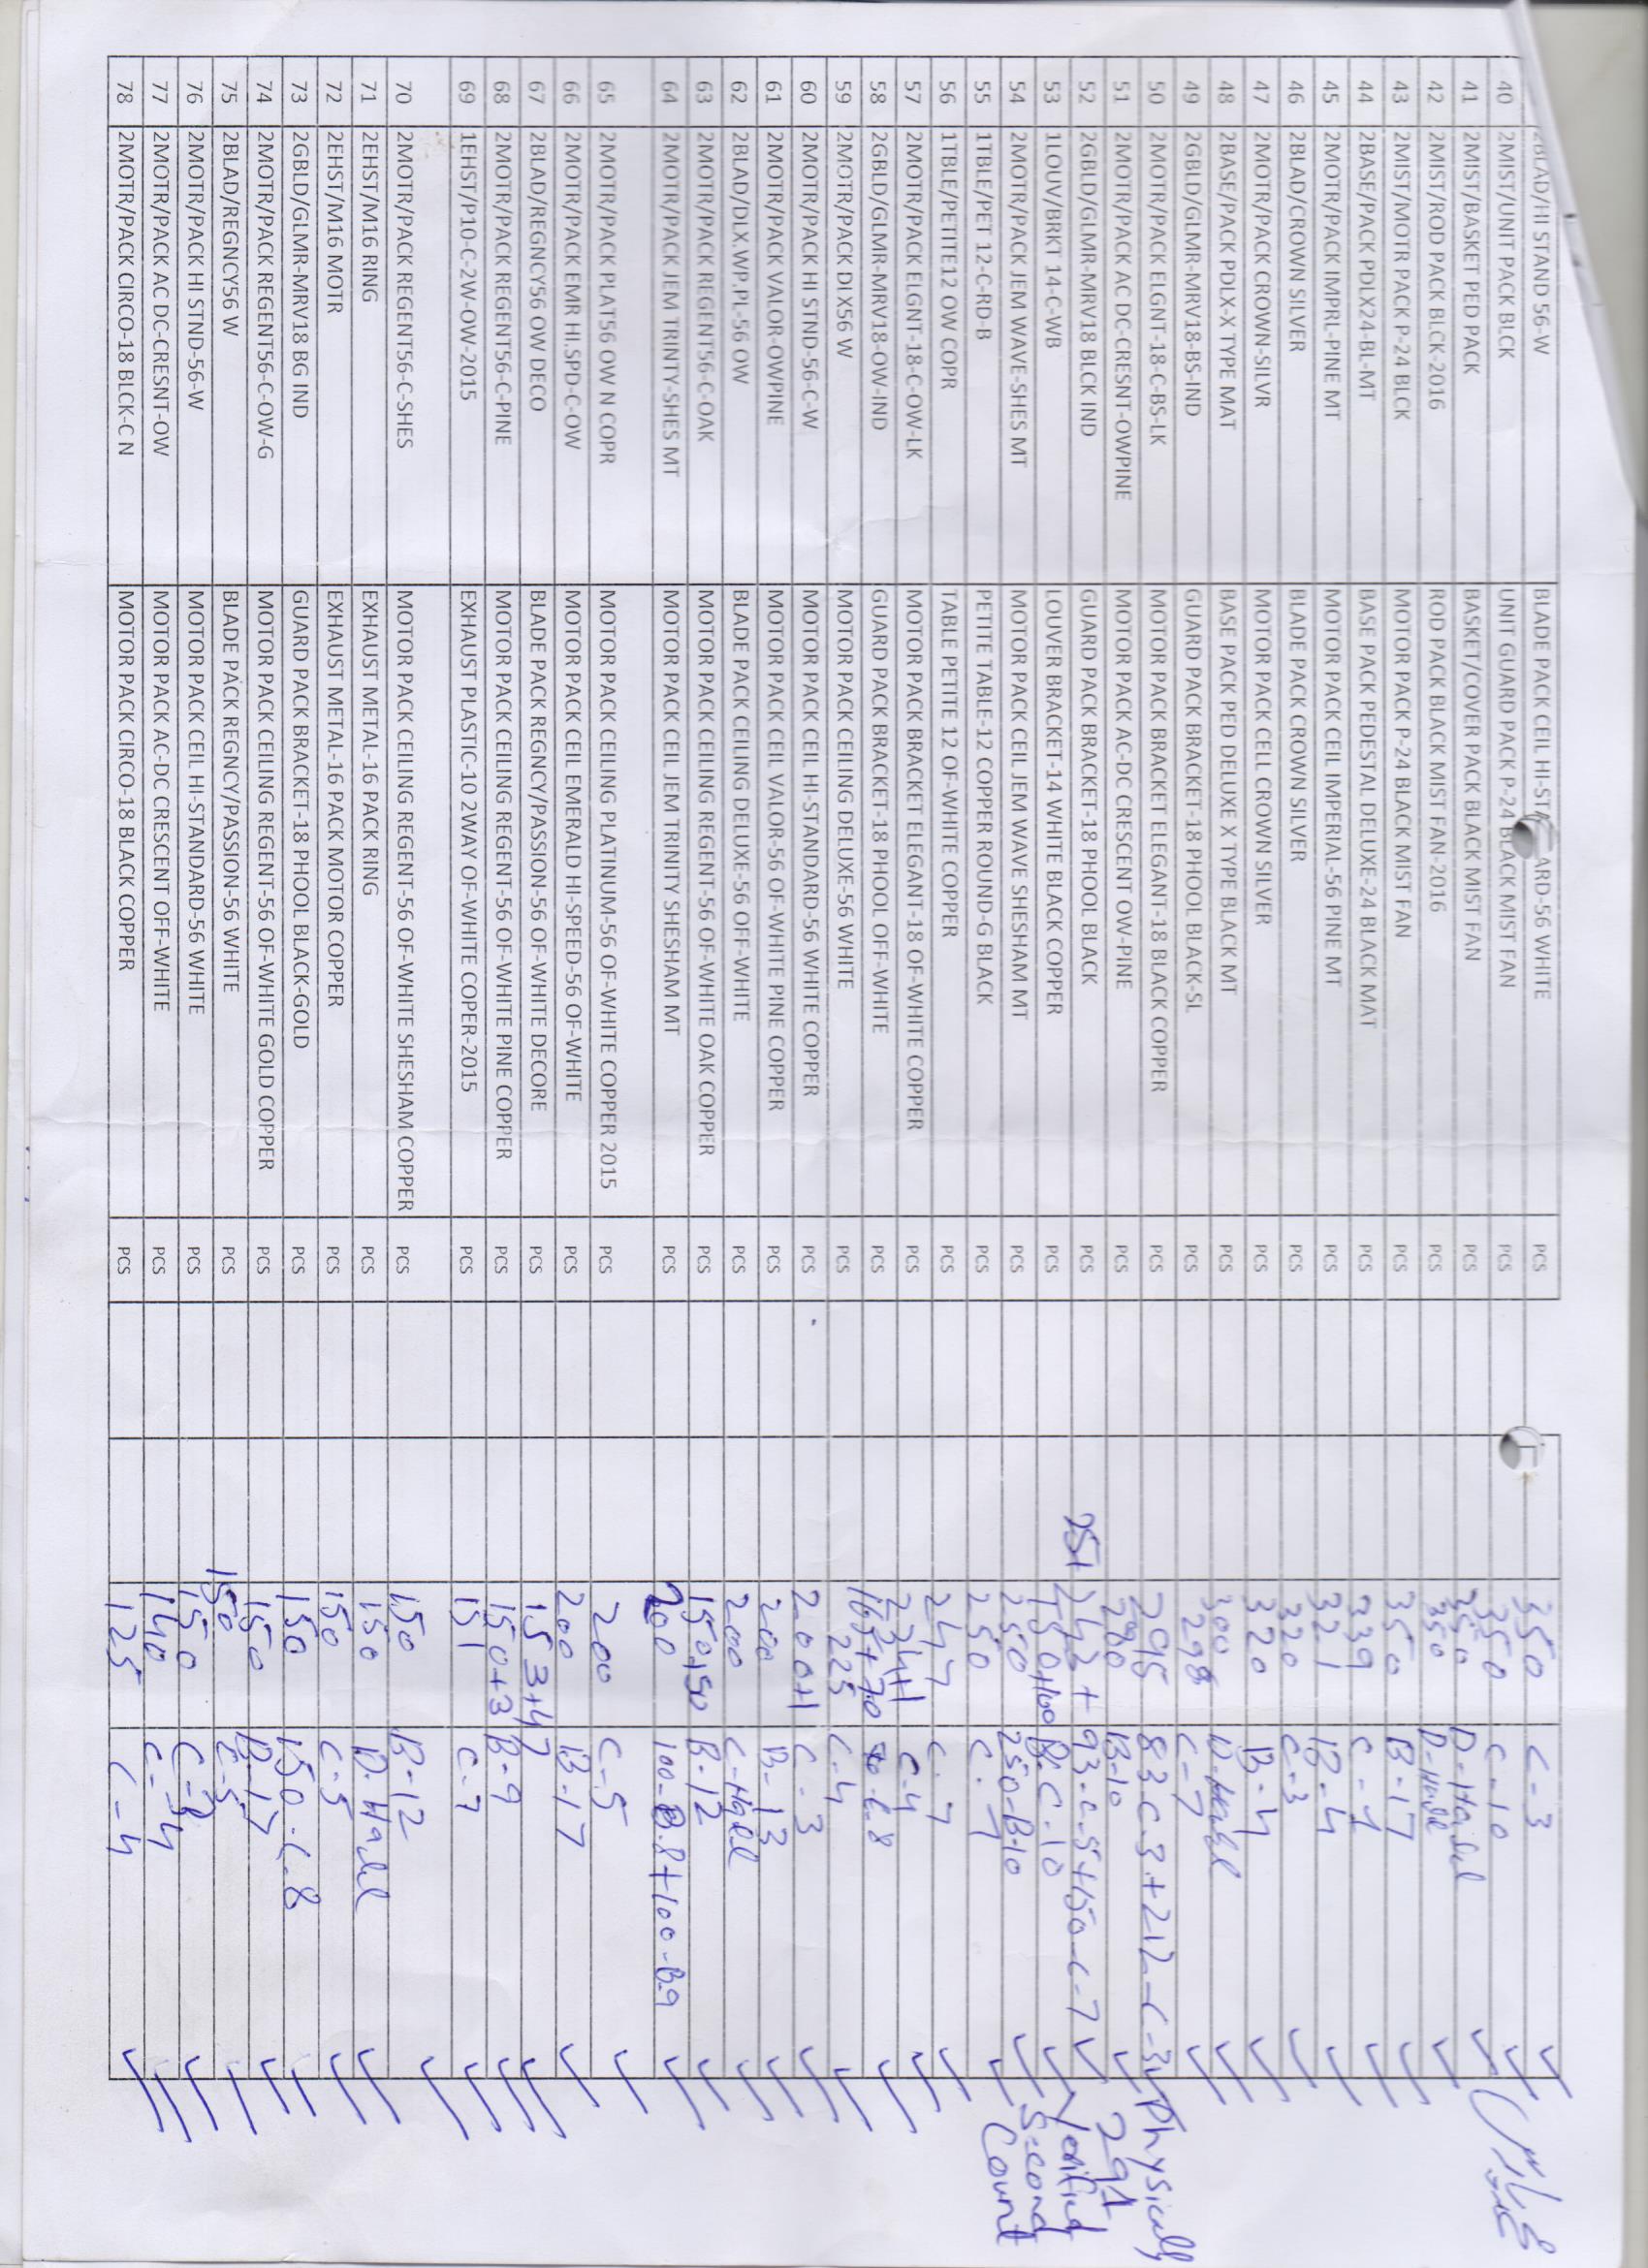 2BLAD/HI STAND 56-W BLADE PACK CEIL HI-STA ARD-56 WHITE PCS 350 C-3
40 2MIST/UNIT PACK BLCK UNIT GUARD PACK P-24 BLACK MIST FAN PCS 350 C-10
41 2MIST/BASKET PED PACK BASKET/COVER PACK BLACK MIST FAN PCS 350
42 2MIST/ROD PACK BLCK-2016 ROD PACK BLACK MIST FAN-2016 PCS 350
43 2MIST/MOTR PACK P-24 BLCK MOTOR PACK P-24 BLACK MIST FAN PCS 350 B-17
44 2BASE/PACK PDLX24-BL-MT BASE PACK PEDESTAL DELUXE-24 BLACK MAT PCS 339 C-1
45 2MOTR/PACK IMPRL-PINE MT MOTOR PACK CEIL IMPERIAL-56 PINE MT PCS 321 B-4
46 2BLAD/CROWN SILVER BLADE PACK CROWN SILVER PCS 320 C-3
47 2MOTR/PACK CROWN-SILVR MOTOR PACK CELL CROWN SILVER PCS 320 B-4
48 2BASE/PACK PDLX-X TYPE MAT BASE PACK PED DELUXE X TYPE BLACK MT PCS 300
49 2GBLD/GLMR-MRV18-BS-IND GUARD PACK BRACKET-18 PHOOL BLACK-SL PCS 298 C-7
50 2MOTR/PACK ELGNT-18-C-BS-LK MOTOR PACK BRACKET ELEGANT-18 BLACK COPPER PCS 295 83-C-3+212-C-3 Physically
51 2MOTR/PACK AC DC-CRESNT-OWPINE MOTOR PACK AC-DC CRESCENT OW-PINE PCS 280 B-10 291
52 2GBLD/GLMR-MRV18 BLCK IND GUARD PACK BRACKET-18 PHOOL BLACK PCS 251 243+93-C-5+150-C-7 Verified
53 1LOUV/BRKT 14-C-WB LOUVER BRACKET-14 WHITE BLACK COPPER PCS 150+100 B.C-10 Second
54 2MOTR/PACK JEM WAVE-SHES MT MOTOR PACK CEIL JEM WAVE SHESHAM MT PCS 250 250-B-10 Count
55 1TBLE/PET 12-C-RD-B PETITE TABLE-12 COPPER ROUND-G BLACK PCS 250 C-7
56 1TBLE/PETITE12 OW COPR TABLE PETITE 12 OF-WHITE COPPER PCS 247 C-7
57 2MOTR/PACK ELGNT-18-C-OW-LK MOTOR PACK BRACKET ELEGANT-18 OF-WHITE COPPER PCS 234+1 C-4
58 2GBLD/GLMR-MRV18-OW-IND GUARD PACK BRACKET-18 PHOOL OFF-WHITE PCS 163+70 C-8
59 2MOTR/PACK DLX56 W MOTOR PACK CEILING DELUXE-56 WHITE PCS 225 C-4
60 2MOTR/PACK HI STND-56-C-W MOTOR PACK CEIL HI-STANDARD-56 WHITE COPPER PCS 200+1 C-3
61 2MOTR/PACK VALOR-OWPINE MOTOR PACK CEIL VALOR-56 OF-WHITE PINE COPPER PCS 200 B-13
62 2BLAD/DLX.WP.PL-56 OW BLADE PACK CEILING DELUXE-56 OFF-WHITE PCS 200
63 2MOTR/PACK REGENT56-C-OAK MOTOR PACK CEILING REGENT-56 OF-WHITE OAK COPPER PCS 150+50 B-12
64 2MOTR/PACK JEM TRINTY-SHES MT MOTOR PACK CEIL JEM TRINITY SHESHAM MT PCS 200 100-B.8+100-B.9
65 2MOTR/PACK PLAT56 OW N COPR MOTOR PACK CEILING PLATINUM-56 OF-WHITE COPPER 2015 PCS 200 C-5
66 2MOTR/PACK EMR HI.SPD-C-OW MOTOR PACK CEIL EMERALD HI-SPEED-56 OF-WHITE PCS 200 B-17
67 2BLAD/REGNCY56 OW DECO BLADE PACK REGNCY/PASSION-56 OF-WHITE DECORE PCS 153+47
68 2MOTR/PACK REGENT56-C-PINE MOTOR PACK CEILING REGENT-56 OF-WHITE PINE COPPER PCS 150+3 B-9
69 1EHST/P10-C-2W-OW-2015 EXHAUST PLASTIC-10 2WAY OF-WHITE COPER-2015 PCS 151 C-7
70 2MOTR/PACK REGENT56-C-SHES MOTOR PACK CEILING REGENT-56 OF-WHITE SHESHAM COPPER PCS 150 B-12
71 2EHST/M16 RING EXHAUST METAL-16 PACK RING PCS 150
72 2EHST/M16 MOTR EXHAUST METAL-16 PACK MOTOR COPPER PCS 150 C-5
73 2GBLD/GLMR-MRV18 BG IND GUARD PACK BRACKET-18 PHOOL BLACK-GOLD PCS 150 150-C-8
74 2MOTR/PACK REGENT56-C-OW-G MOTOR PACK CEILING REGENT-56 OF-WHITE GOLD COPPER PCS 150 B-17
75 2BLAD/REGNCY56 W BLADE PACK REGNCY/PASSION-56 WHITE PCS 150 C-5
76 2MOTR/PACK HI STND-56-W MOTOR PACK CEIL HI-STANDARD-56 WHITE PCS 150 C-3
77 2MOTR/PACK AC DC-CRESNT-OW MOTOR PACK AC-DC CRESCENT OFF-WHITE PCS 140 C-4
78 2MOTR/PACK CIRCO-18 BLCK-C N MOTOR PACK CIRCO-18 BLACK COPPER PCS 125 C-4